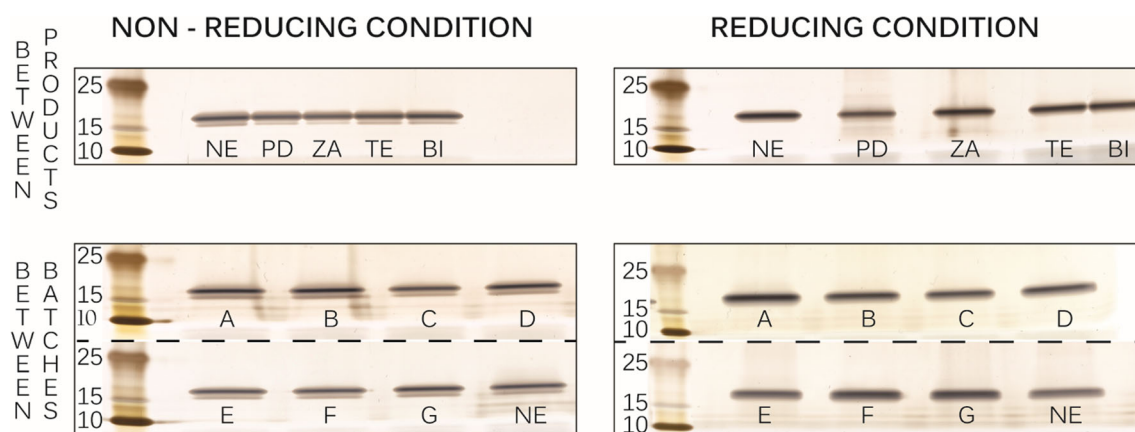 NON - REDUCING CONDITION
REDUCING CONDITION
BETWEEN
PRODUCTS
25
15
10
NE PD ZA TE BI
25
15
10
NE PD ZA TE BI
BETWEEN
BATCHES
25
15
10
A B C D
25
15
10
E F G NE
25
15
10
A B C D
25
15
10
E F G NE